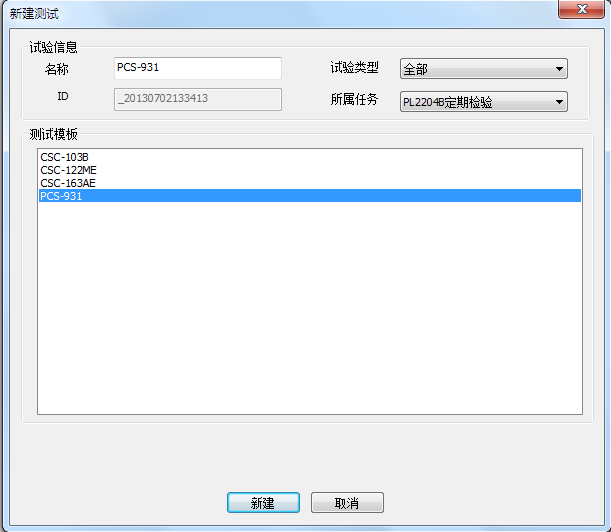 新建测试
试验信息
名称 PCS-931 试验类型 全部
ID _20130702133413 所属任务 PL2204B定期检验
测试模板
CSC-103B
CSC-122ME
CSC-163AE
PCS-931
新建 取消